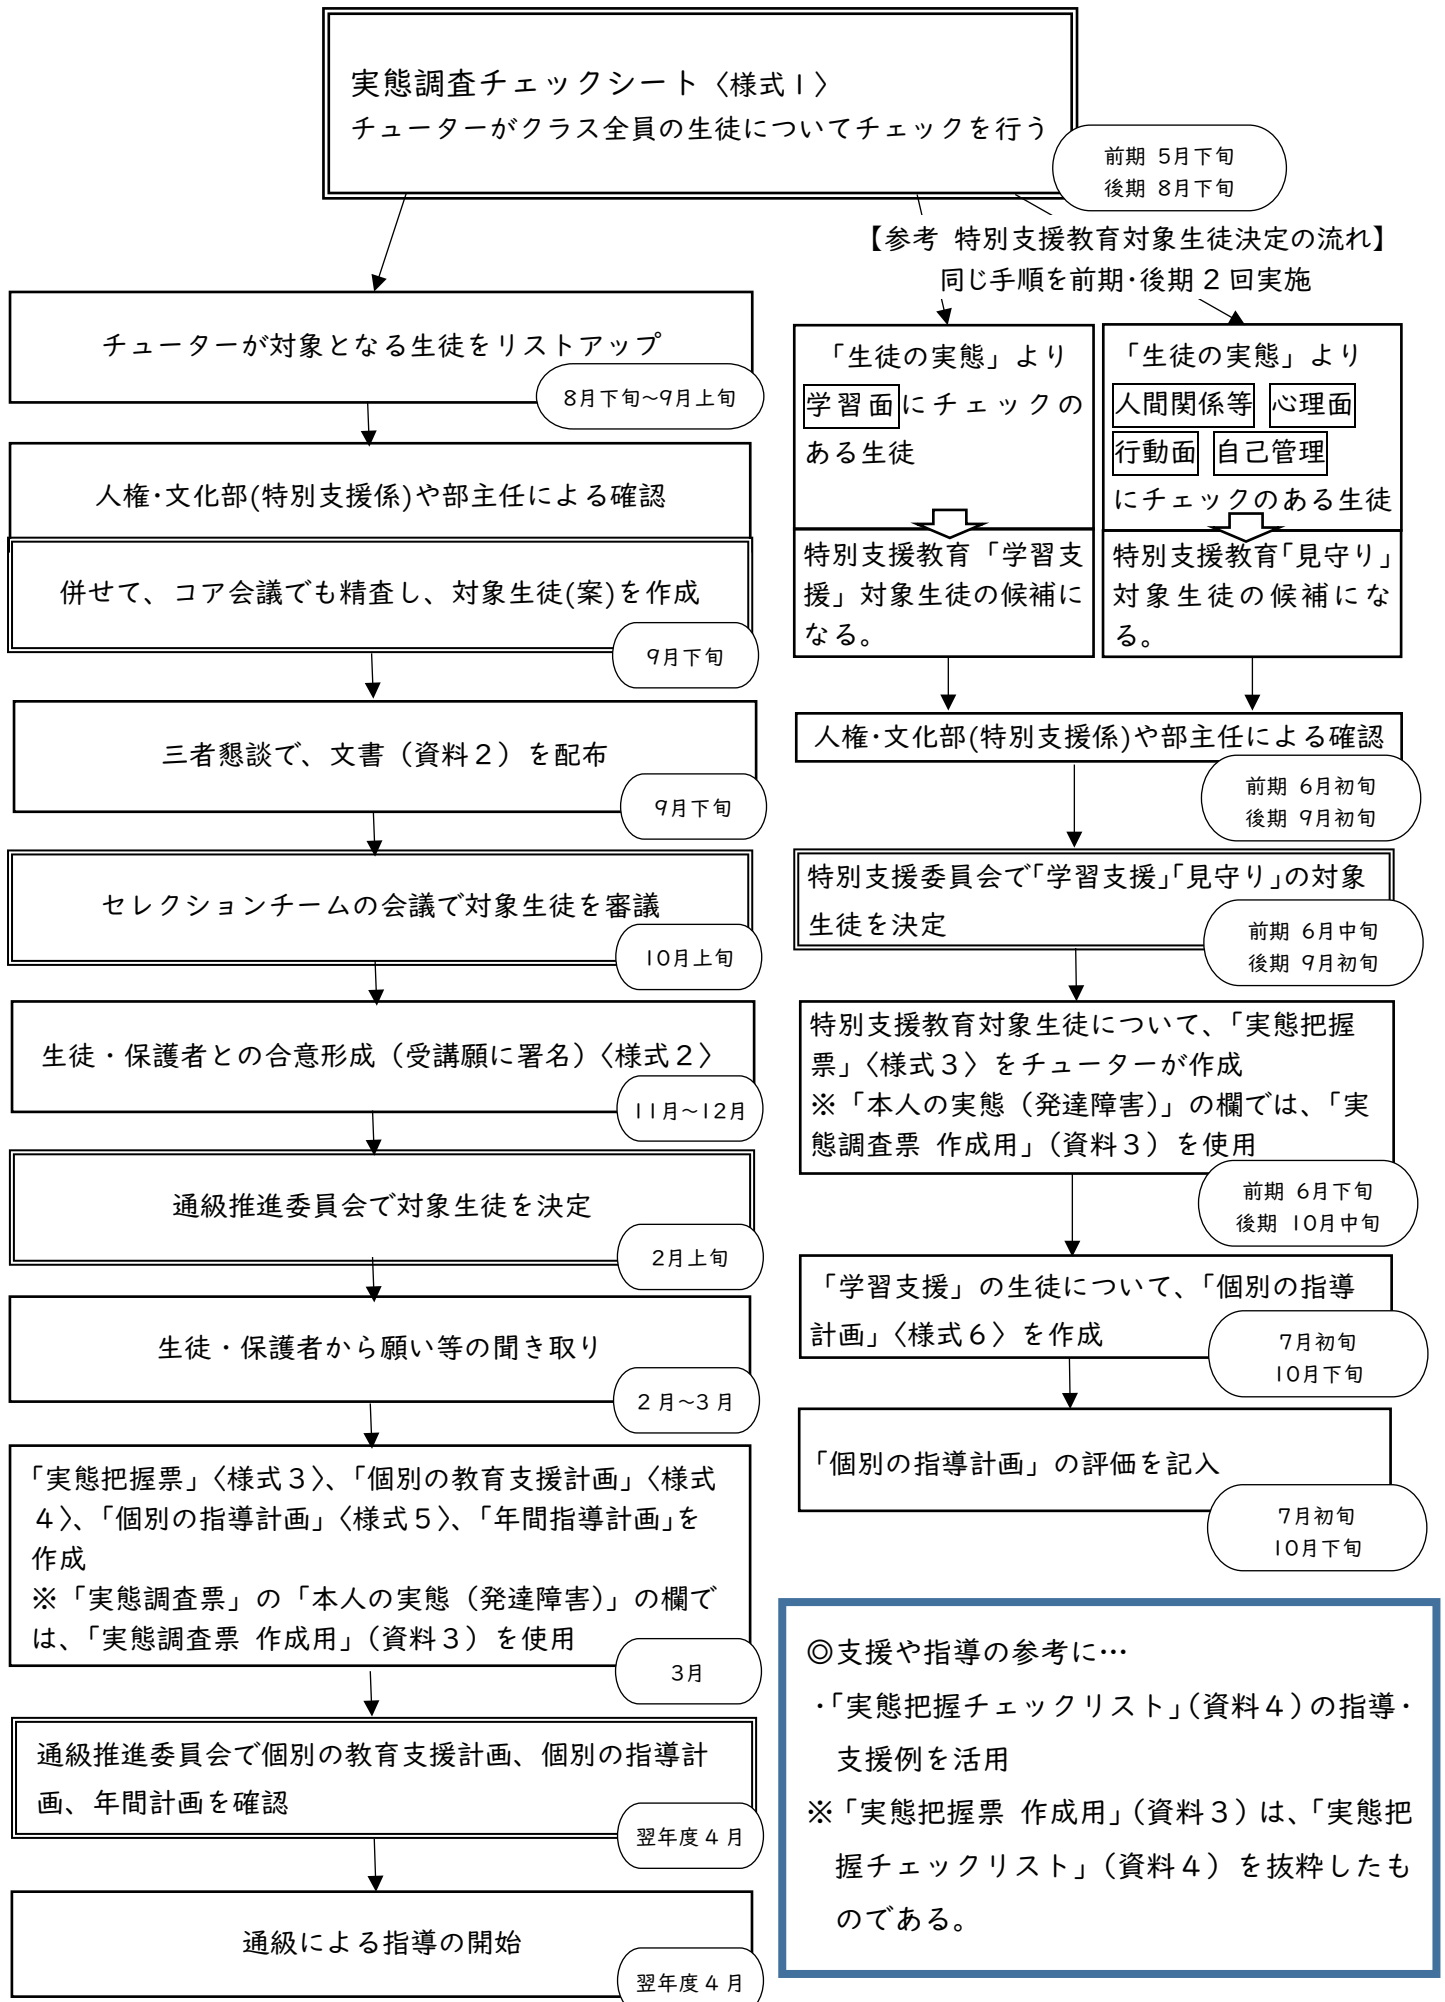 実態調査チェックシート〈様式1〉
チューターがクラス全員の生徒についてチェックを行う
前期 5月下旬
後期 8月下旬
チューターが対象となる生徒をリストアップ
8月下旬~9月上旬
人権・文化部(特別支援係)や部主任による確認
併せて、コア会議でも精査し、対象生徒(案)を作成
9月下旬
三者懇談で、文書（資料２）を配布
9月下旬
セレクションチームの会議で対象生徒を審議
10月上旬
生徒・保護者との合意形成（受講願に署名）〈様式２〉
11月~12月
通級推進委員会で対象生徒を決定
2月上旬
生徒・保護者から願い等の聞き取り
２月~３月
「実態把握票」〈様式３〉、「個別の教育支援計画」〈様式
４〉、「個別の指導計画」〈様式５〉、「年間指導計画」を
作成
※「実態調査票」の「本人の実態（発達障害）」の欄で
は、「実態調査票 作成用」（資料３）を使用
3月
通級推進委員会で個別の教育支援計画、個別の指導計
画、年間計画を確認
翌年度４月
通級による指導の開始
翌年度４月
【参考 特別支援教育対象生徒決定の流れ】
同じ手順を前期・後期２回実施
「生徒の実態」より
学習面にチェックの
ある生徒
特別支援教育「学習支
援」対象生徒の候補に
なる。
「生徒の実態」より
人間関係等 心理面
行動面 自己管理
にチェックのある生徒
特別支援教育「見守り」
対象生徒の候補にな
る。
人権・文化部(特別支援係)や部主任による確認
前期 6月初旬
後期 9月初旬
特別支援委員会で「学習支援」「見守り」の対象
生徒を決定
前期 6月中旬
後期 9月初旬
特別支援教育対象生徒について、「実態把握
票」〈様式３〉をチューターが作成
※「本人の実態（発達障害）」の欄では、「実
態調査票 作成用」（資料３）を使用
前期 6月下旬
後期 10月中旬
「学習支援」の生徒について、「個別の指導
計画」〈様式６〉を作成
7月初旬
10月下旬
「個別の指導計画」の評価を記入
7月初旬
10月下旬
◎支援や指導の参考に…
・「実態把握チェックリスト」（資料４）の指導・
支援例を活用
※「実態把握票 作成用」（資料３）は、「実態把
握チェックリスト」（資料４）を抜粋したも
のである。